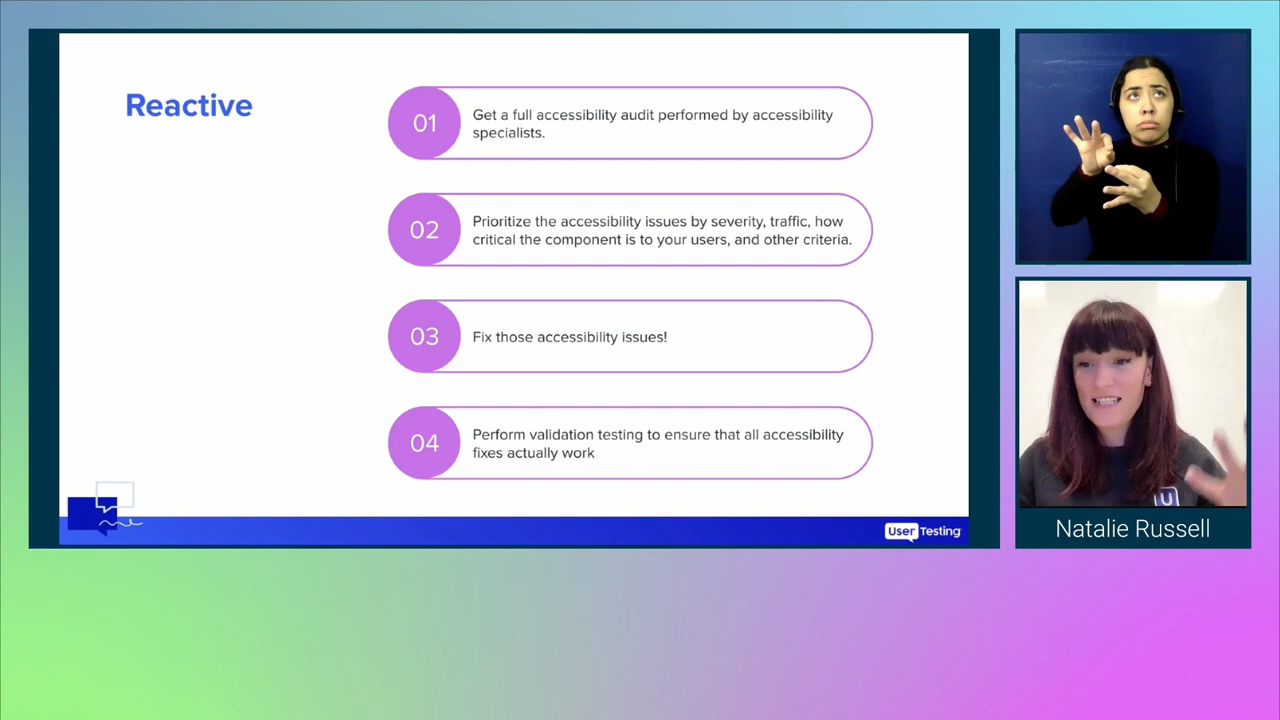 Reactive
01
Get a full accessibility audit performed by accessibility
specialists.
02
Prioritize the accessibility issues by severity, traffic, how
critical the component is to your users, and other criteria.
03
Fix those accessibility issues!
04
Perform validation testing to ensure that all accessibility
fixes actually work
UserTesting
U
Natalie Russell